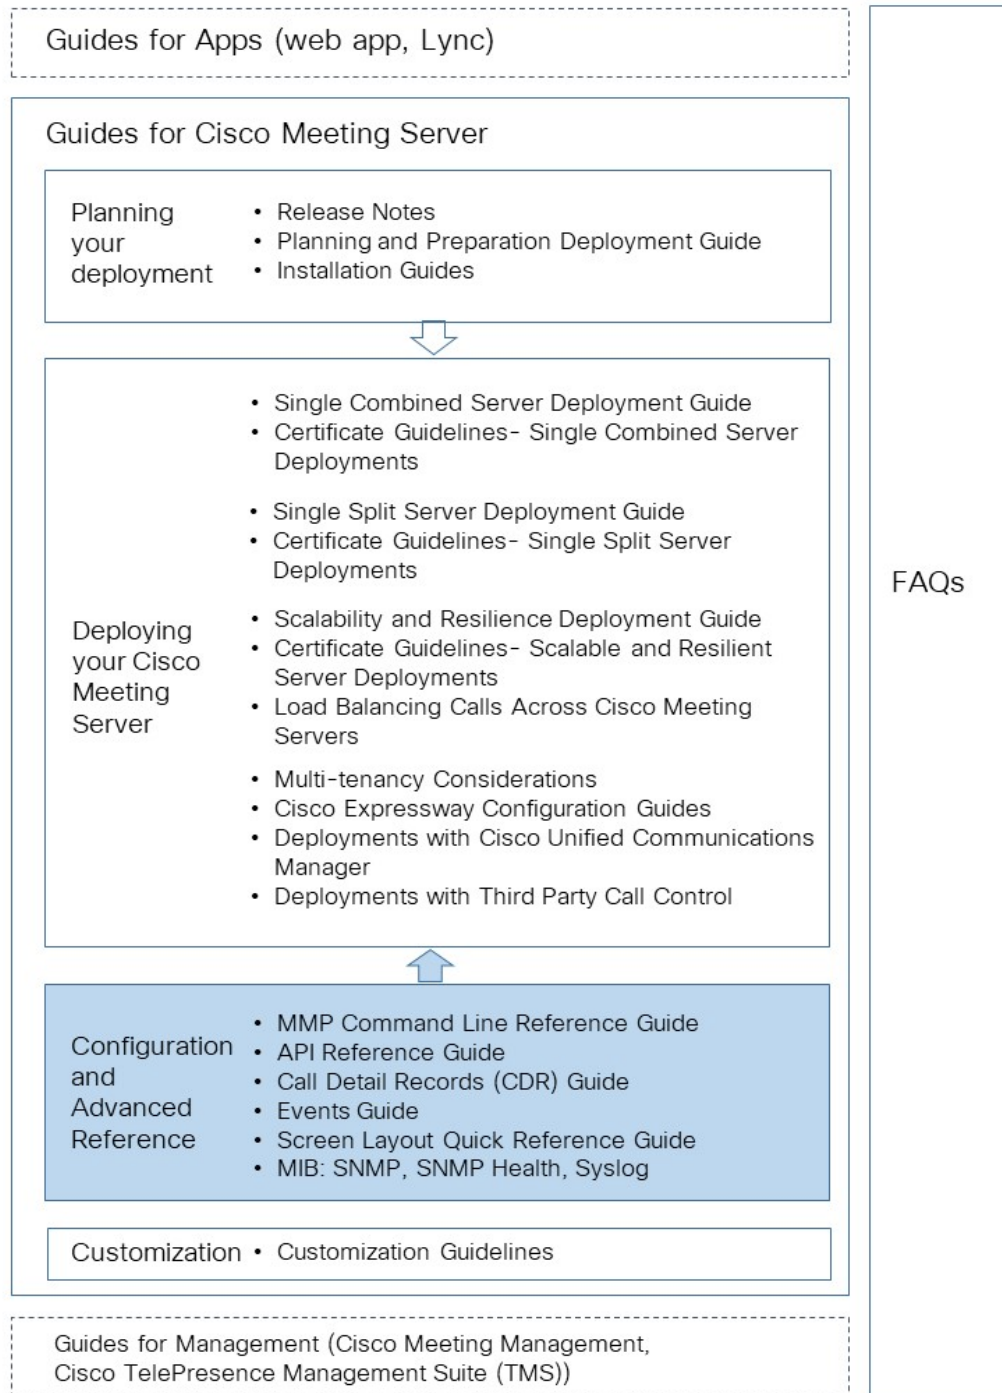 Guides for Apps (web app, Lync)
Guides for Cisco Meeting Server
Planning
your
deployment
• Release Notes
• Planning and Preparation Deployment Guide
• Installation Guides
Deploying
your Cisco
Meeting
Server
• Single Combined Server Deployment Guide
• Certificate Guidelines- Single Combined Server
Deployments
• Single Split Server Deployment Guide
• Certificate Guidelines- Single Split Server
Deployments
• Scalability and Resilience Deployment Guide
• Certificate Guidelines- Scalable and Resilient
Server Deployments
• Load Balancing Calls Across Cisco Meeting
Servers
• Multi-tenancy Considerations
• Cisco Expressway Configuration Guides
• Deployments with Cisco Unified Communications
Manager
• Deployments with Third Party Call Control
Configuration
and
Advanced
Reference
• MMP Command Line Reference Guide
• API Reference Guide
• Call Detail Records (CDR) Guide
• Events Guide
• Screen Layout Quick Reference Guide
• MIB: SNMP, SNMP Health, Syslog
Customization • Customization Guidelines
Guides for Management (Cisco Meeting Management,
Cisco TelePresence Management Suite (TMS))
FAQs